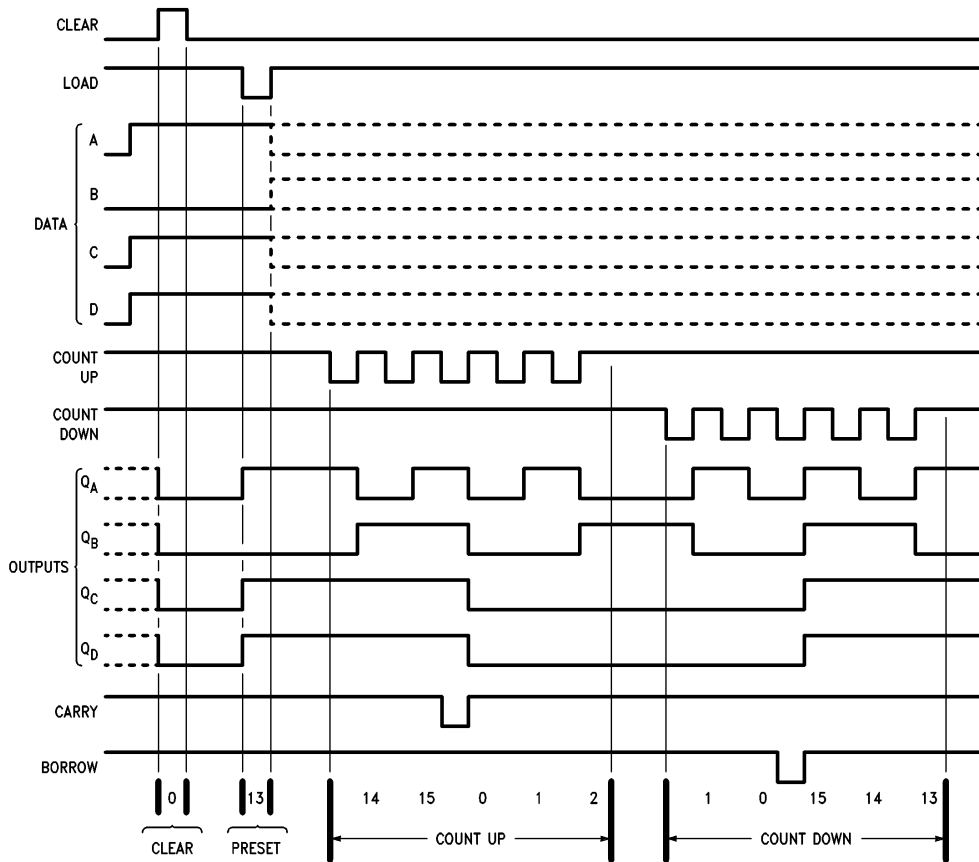 CLEAR
LOAD
A
B
DATA
C
D
COUNT
UP
COUNT
DOWN
QA
QB
OUTPUTS
QC
QD
CARRY
BORROW
0 13 14 15 0 1 2 1 0 15 14 13
CLEAR PRESET COUNT UP COUNT DOWN